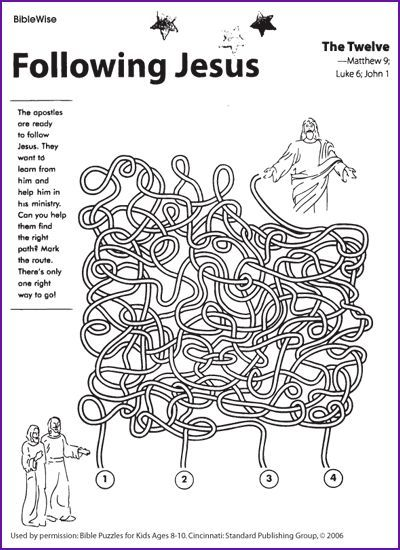 BibleWise
Following Jesus
The Twelve
—Matthew 9;
Luke 6; John 1
The apostles
are ready
to follow
Jesus. They
want to
learn from
him and
help him in
his ministry.
Can you help
them find
the right
path? Mark
the route.
There's only
one right
way to go!
1
2
3
4
Used by permission: Bible Puzzles for Kids Ages 8-10. Cincinnati: Standard Publishing Group, © 2006